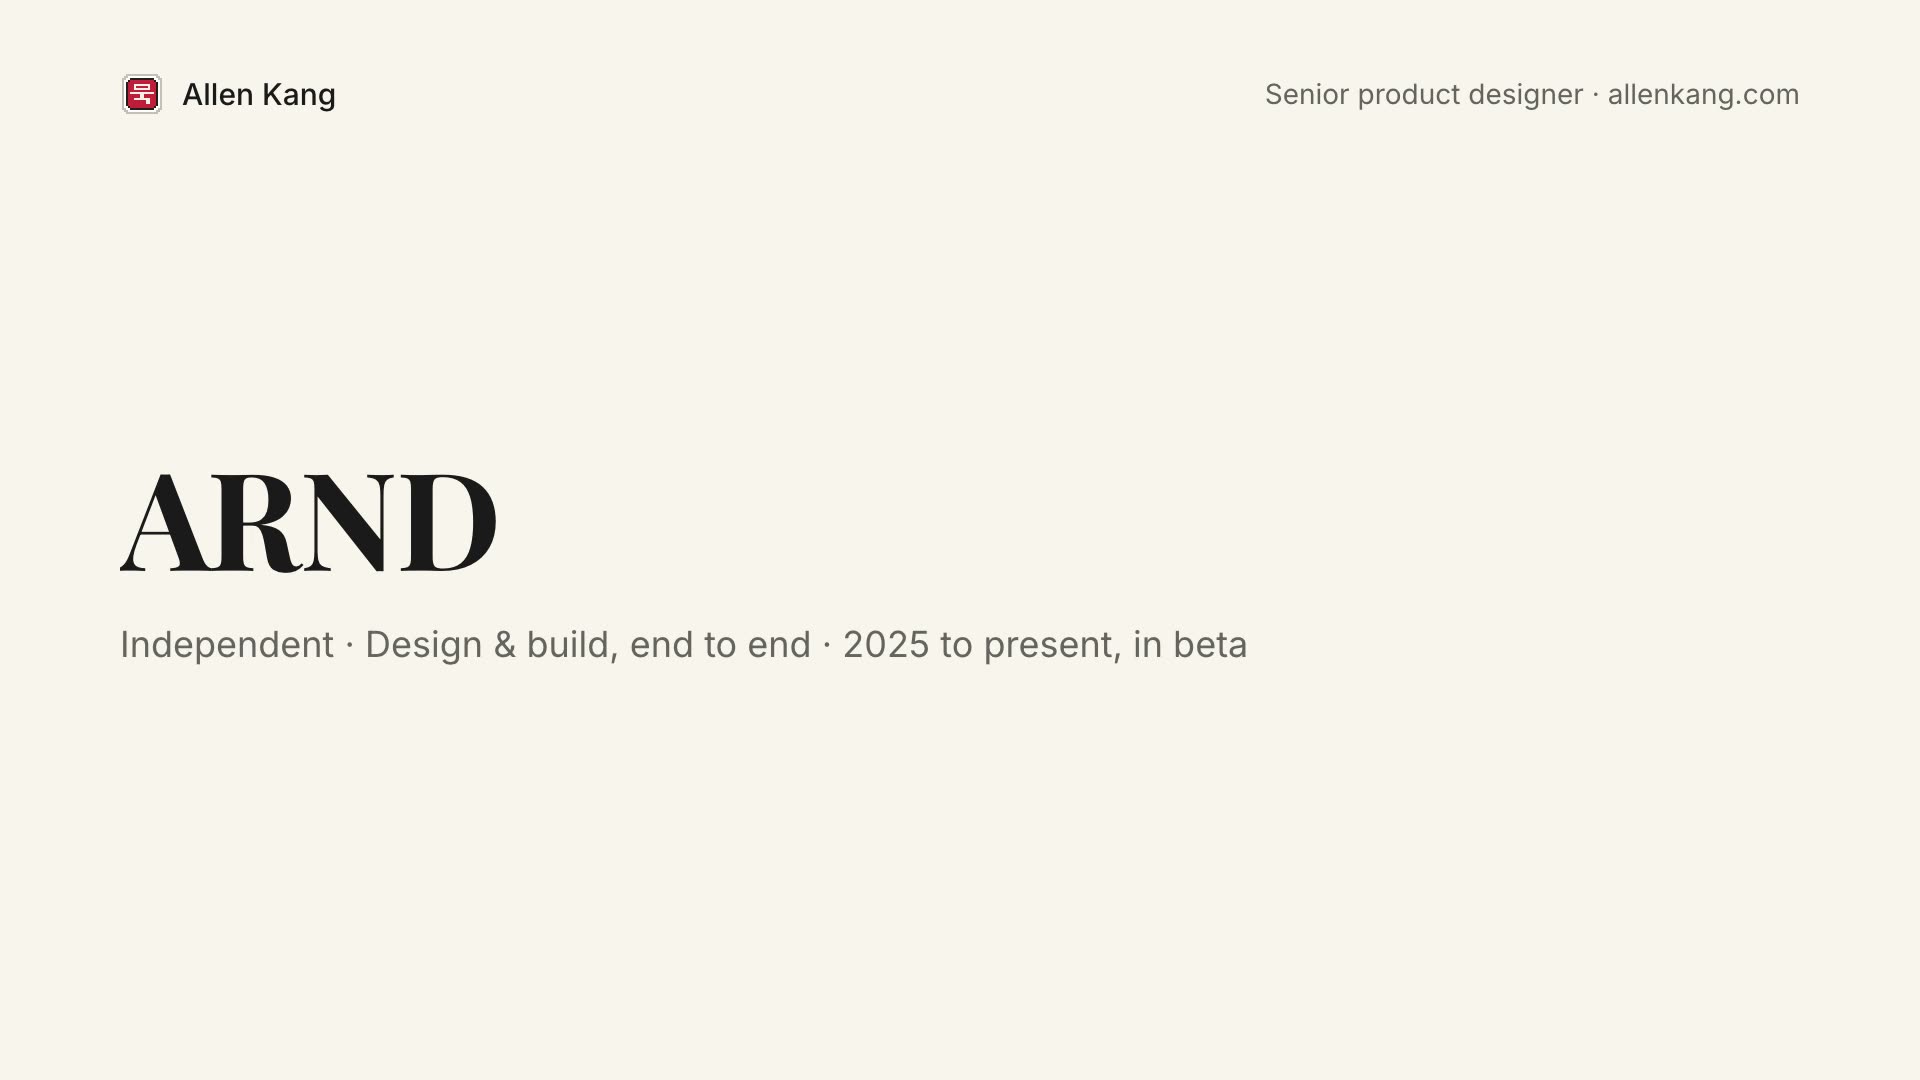 묵
Allen Kang
Senior product designer · allenkang.com
ARND
Independent · Design & build, end to end · 2025 to present, in beta